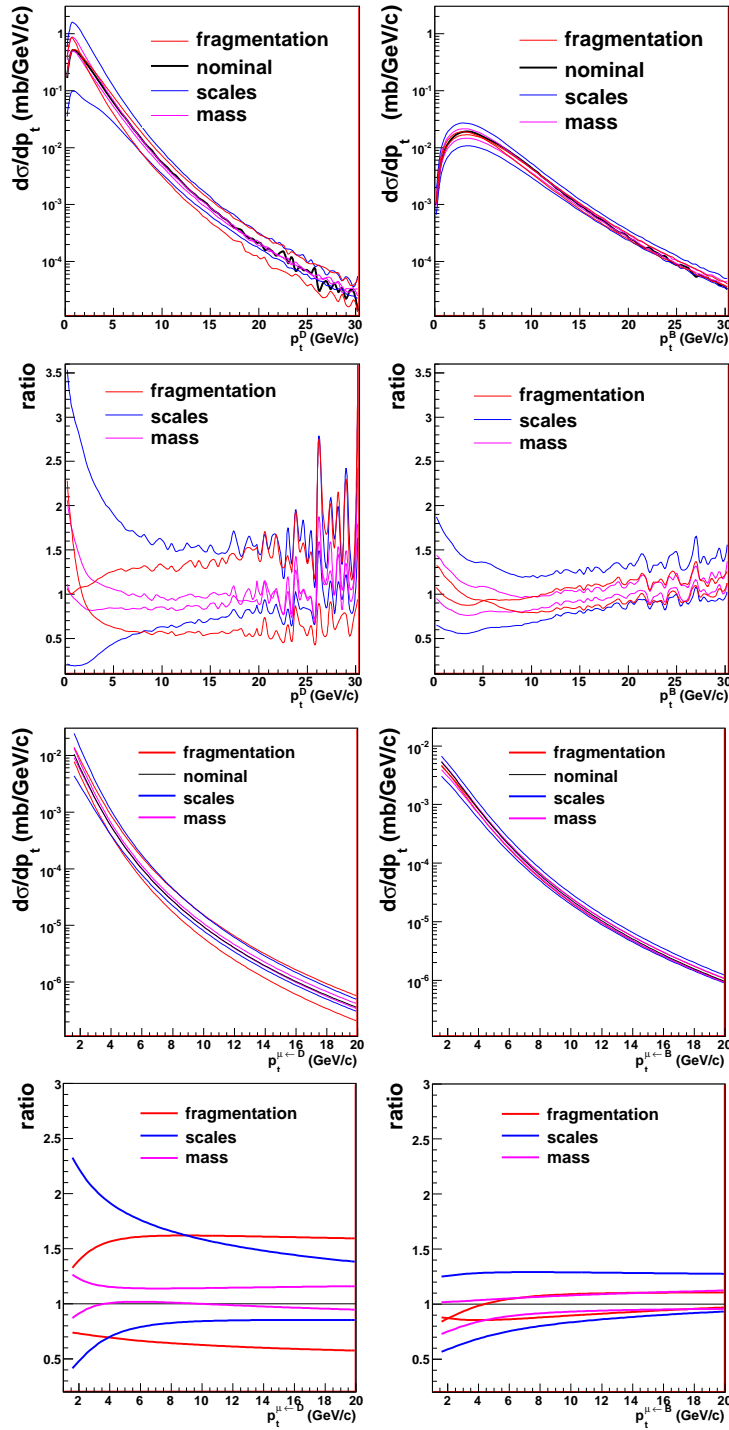 dσ/dp_t (mb/GeV/c)
1
10^-1
10^-2
10^-3
10^-4
fragmentation
nominal
scales
mass
0 5 10 15 20 25 30
p_t^D (GeV/c)
dσ/dp_t (mb/GeV/c)
1
10^-1
10^-2
10^-3
10^-4
fragmentation
nominal
scales
mass
0 5 10 15 20 25 30
p_t^B (GeV/c)
ratio
3.5
3
2.5
2
1.5
1
0.5
fragmentation
scales
mass
0 5 10 15 20 25 30
p_t^D (GeV/c)
ratio
3.5
3
2.5
2
1.5
1
0.5
fragmentation
scales
mass
0 5 10 15 20 25 30
p_t^B (GeV/c)
dσ/dp_t (mb/GeV/c)
10^-2
10^-3
10^-4
10^-5
10^-6
fragmentation
nominal
scales
mass
2 4 6 8 10 12 14 16 18 20
p_t^μ←D (GeV/c)
dσ/dp_t (mb/GeV/c)
10^-2
10^-3
10^-4
10^-5
10^-6
fragmentation
nominal
scales
mass
2 4 6 8 10 12 14 16 18 20
p_t^μ←B (GeV/c)
ratio
3
2.5
2
1.5
1
0.5
fragmentation
scales
mass
2 4 6 8 10 12 14 16 18 20
p_t^μ←D (GeV/c)
ratio
3
2.5
2
1.5
1
0.5
fragmentation
scales
mass
2 4 6 8 10 12 14 16 18 20
p_t^μ←B (GeV/c)